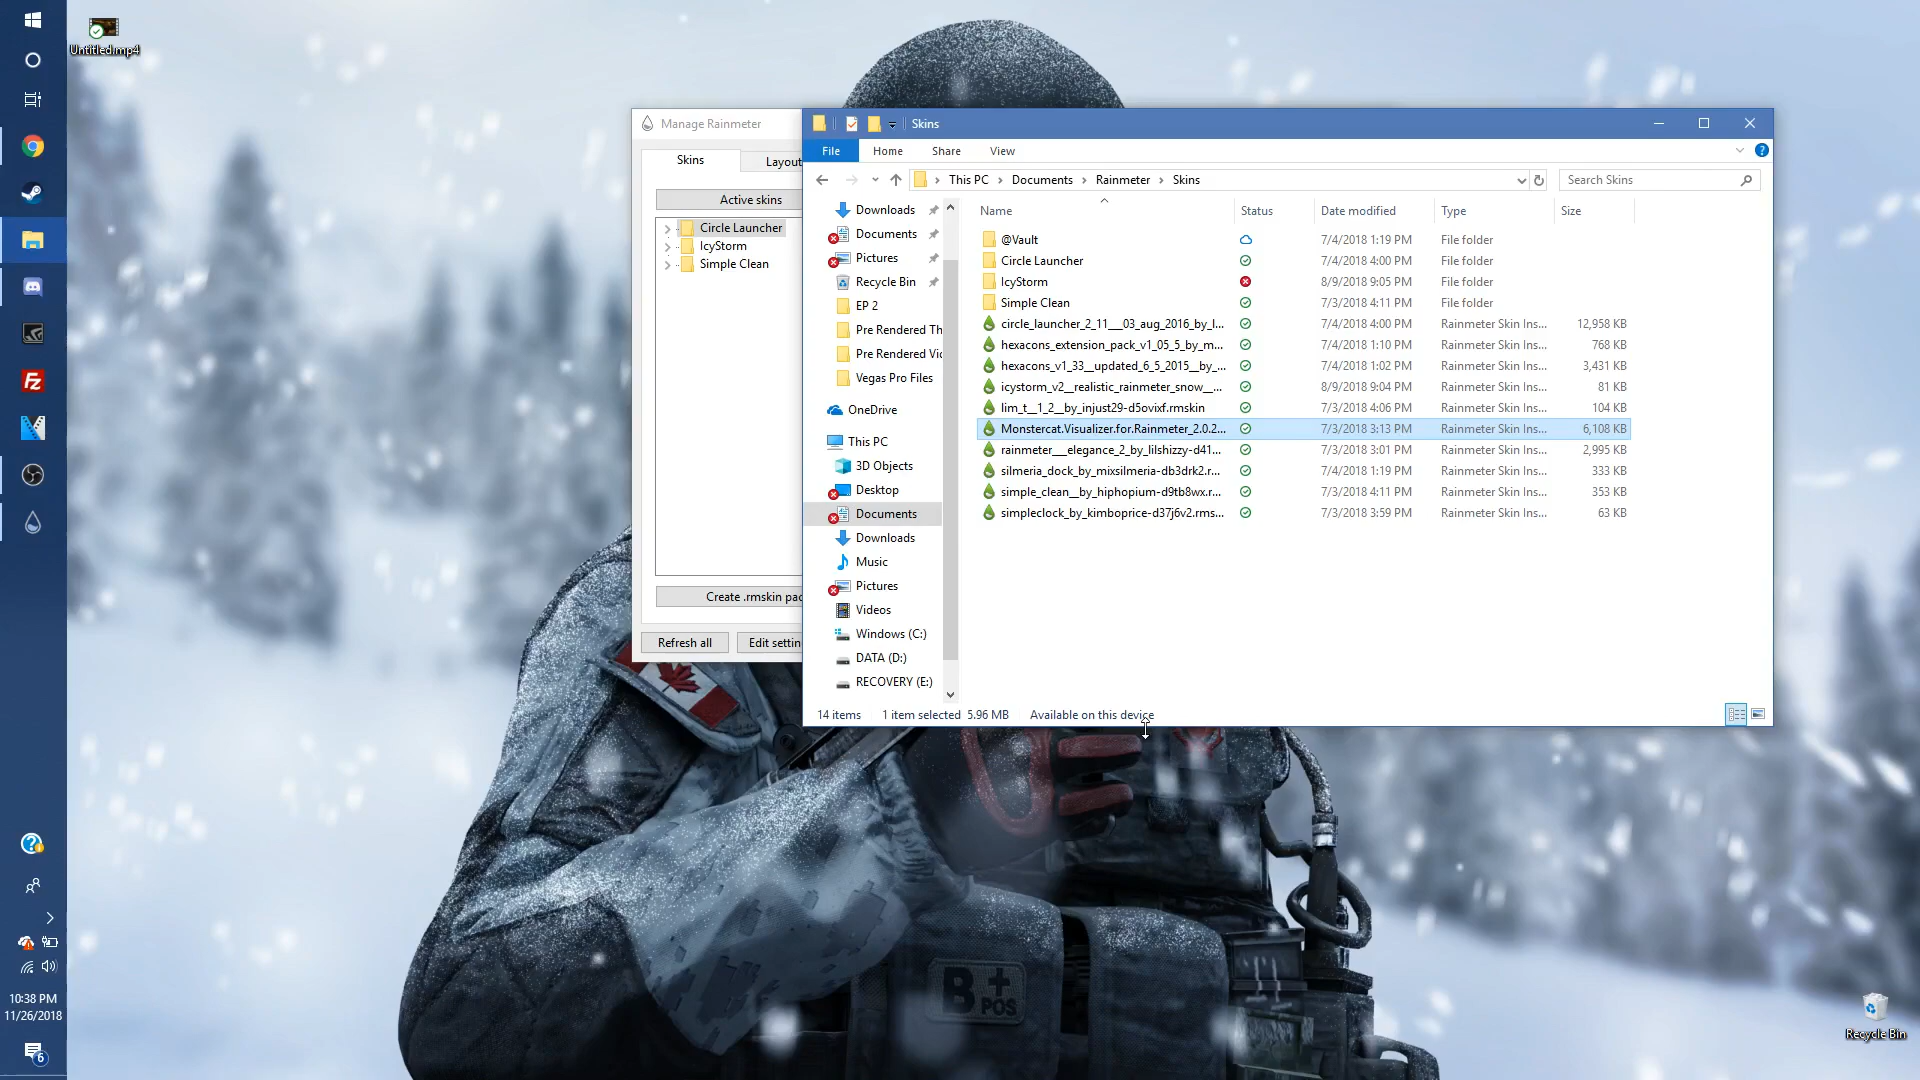 Untitled.mp4
Manage Rainmeter
Skins
Layout
Active skins
Circle Launcher
IcyStorm
Simple Clean
Create .rmskin pac
Refresh all
Edit settin
Skins
File
Home
Share
View
This PC
Documents
Rainmeter
Skins
Search Skins
Downloads
Documents
Pictures
Recycle Bin
EP 2
Pre Rendered Th
Pre Rendered Vic
Vegas Pro Files
OneDrive
This PC
3D Objects
Desktop
Documents
Downloads
Music
Pictures
Videos
Windows (C:)
DATA (D:)
RECOVERY (E:)
Name Status Date modified Type Size
@Vault 7/4/2018 1:19 PM File folder
Circle Launcher 7/4/2018 4:00 PM File folder
IcyStorm 8/9/2018 9:05 PM File folder
Simple Clean 7/3/2018 4:11 PM File folder
circle_launcher_2_11___03_aug_2016_by_l... 7/4/2018 4:00 PM Rainmeter Skin Ins... 12,958 KB
hexacons_extension_pack_v1_05_5_by_m... 7/4/2018 1:10 PM Rainmeter Skin Ins... 768 KB
hexacons_v1_33__updated_6_5_2015__by_... 7/4/2018 1:02 PM Rainmeter Skin Ins... 3,431 KB
icystorm_v2__realistic_rainmeter_snow__... 8/9/2018 9:04 PM Rainmeter Skin Ins... 81 KB
lim_t__1_2__by_injust29-d5ovixf.rmskin 7/3/2018 4:06 PM Rainmeter Skin Ins... 104 KB
Monstercat.Visualizer.for.Rainmeter_2.0.2... 7/3/2018 3:13 PM Rainmeter Skin Ins... 6,108 KB
rainmeter___elegance_2_by_lilshizzy-d41... 7/3/2018 3:01 PM Rainmeter Skin Ins... 2,995 KB
silmeria_dock_by_mixsilmeria-db3drk2.r... 7/4/2018 1:19 PM Rainmeter Skin Ins... 333 KB
simple_clean__by_hiphopium-d9tb8wx.r... 7/3/2018 4:11 PM Rainmeter Skin Ins... 353 KB
simpleclock_by_kimboprice-d37j6v2.rms... 7/3/2018 3:59 PM Rainmeter Skin Ins... 63 KB
14 items 1 item selected 5.96 MB Available on this device
B+
POS
10:38 PM
11/26/2018
6
Recycle Bin